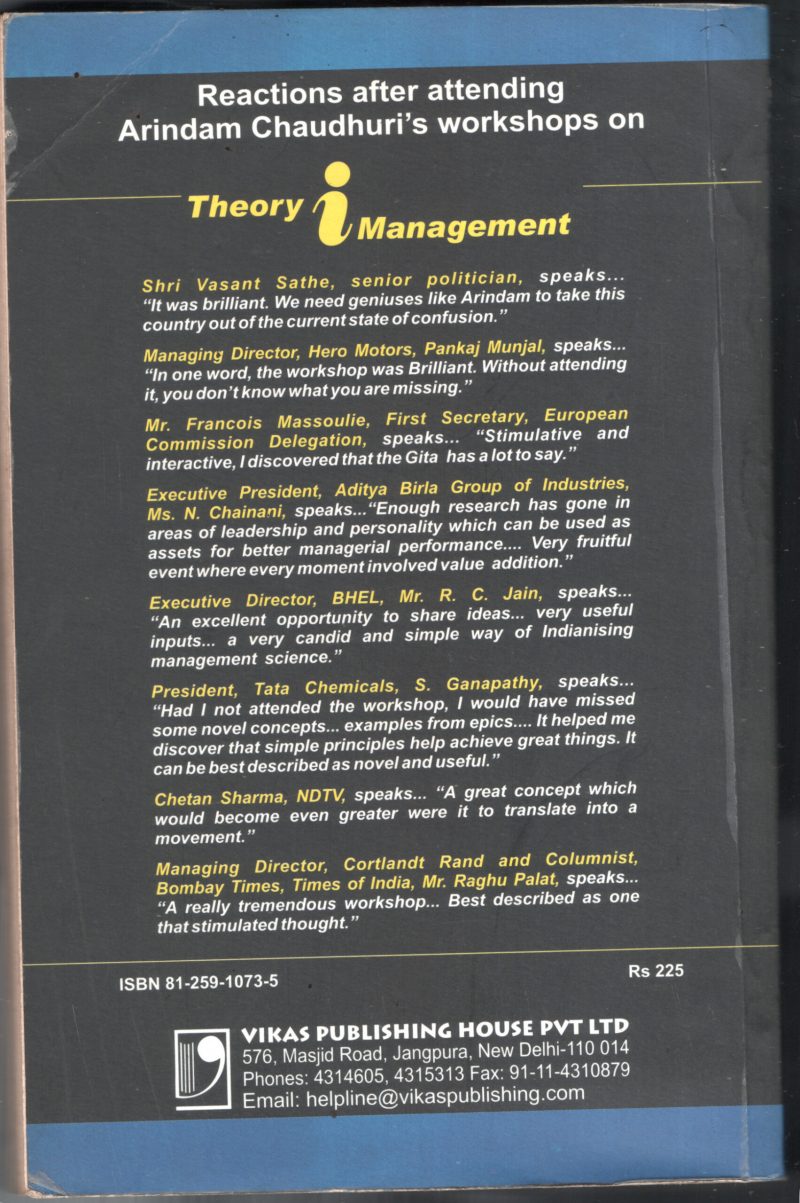 Reactions after attending
Arindam Chaudhuri's workshops on
Theory i Management
Shri Vasant Sathe, senior politician, speaks...
“It was brilliant. We need geniuses like Arindam to take this
country out of the current state of confusion.”
Managing Director, Hero Motors, Pankaj Munjal, speaks...
“In one word, the workshop was Brilliant. Without attending
it, you don't know what you are missing.”
Mr. Francois Massoulie, First Secretary, European
Commission Delegation, speaks... “Stimulative and
interactive, I discovered that the Gita has a lot to say.”
Executive President, Aditya Birla Group of Industries,
Ms. N. Chainani, speaks...“Enough research has gone in
areas of leadership and personality which can be used as
assets for better managerial performance.... Very fruitful
event where every moment involved value addition.”
Executive Director, BHEL, Mr. R. C. Jain, speaks...
“An excellent opportunity to share ideas... very useful
inputs... a very candid and simple way of Indianising
management science.”
President, Tata Chemicals, S. Ganapathy, speaks...
“Had I not attended the workshop, I would have missed
some novel concepts... examples from epics.... It helped me
discover that simple principles help achieve great things. It
can be best described as novel and useful.”
Chetan Sharma, NDTV, speaks... “A great concept which
would become even greater were it to translate into a
movement.”
Managing Director, Cortlandt Rand and Columnist,
Bombay Times, Times of India, Mr. Raghu Palat, speaks...
“A really tremendous workshop... Best described as one
that stimulated thought.”
ISBN 81-259-1073-5
Rs 225
VIKAS PUBLISHING HOUSE PVT LTD
576, Masjid Road, Jangpura, New Delhi-110 014
Phones: 4314605, 4315313 Fax: 91-11-4310879
Email: helpline@vikaspublishing.com